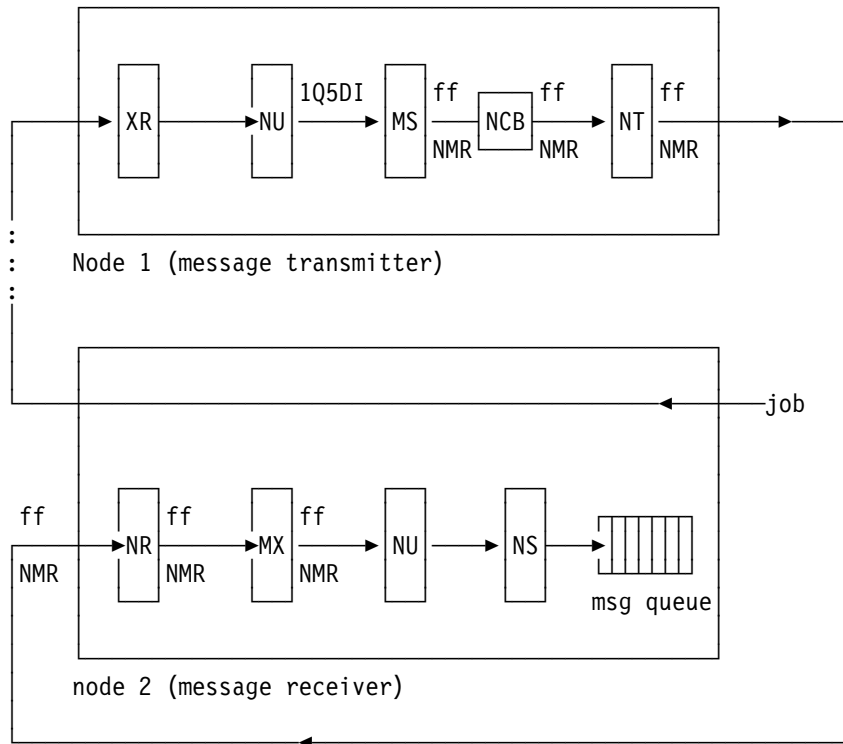 1Q5DI ff ff ff
XR NU MS NCB NT
NMR NMR NMR
Node 1 (message transmitter)
job
ff ff ff
NR MX NU NS
NMR NMR NMR
msg queue
node 2 (message receiver)